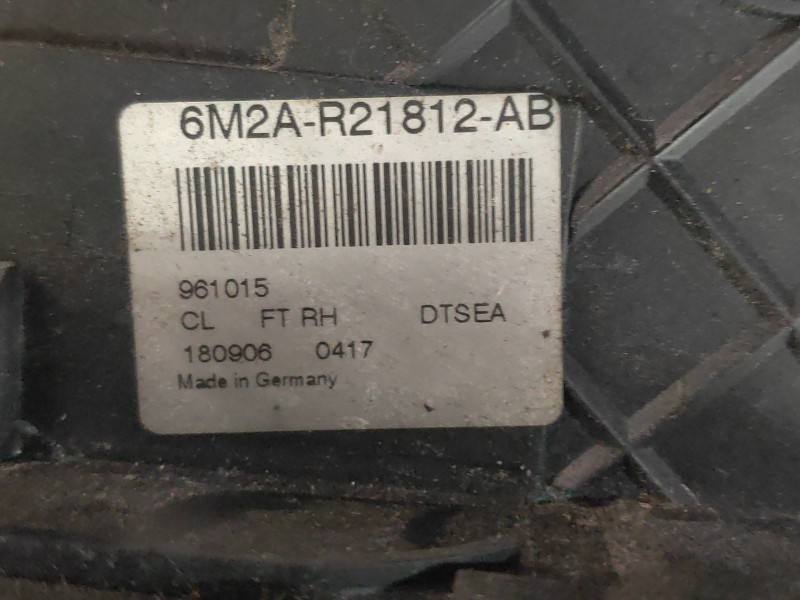 6M2A-R21812-AB
961015
CL FT RH DTSEA
180906 0417
Made in Germany